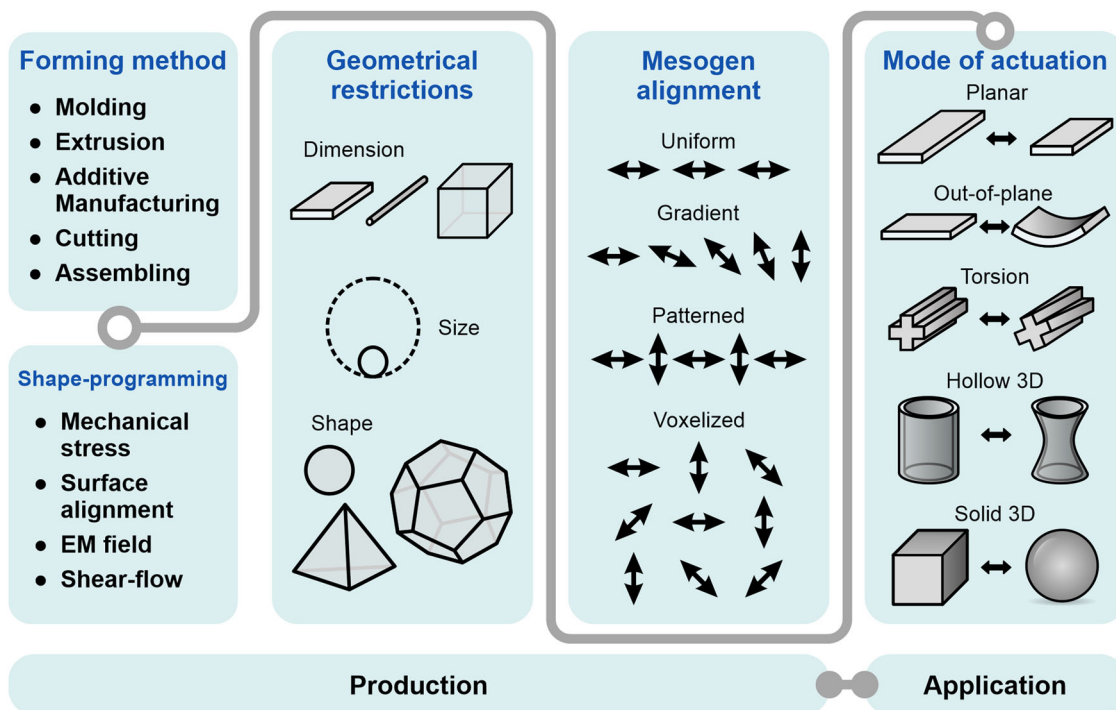 Forming method
● Molding
● Extrusion
● Additive
Manufacturing
● Cutting
● Assembling
Shape-programming
● Mechanical
stress
● Surface
alignment
● EM field
● Shear-flow
Geometrical
restrictions
Dimension
Size
Shape
Mesogen
alignment
Uniform
Gradient
Patterned
Voxelized
Mode of actuation
Planar
Out-of-plane
Torsion
Hollow 3D
Solid 3D
Production
Application